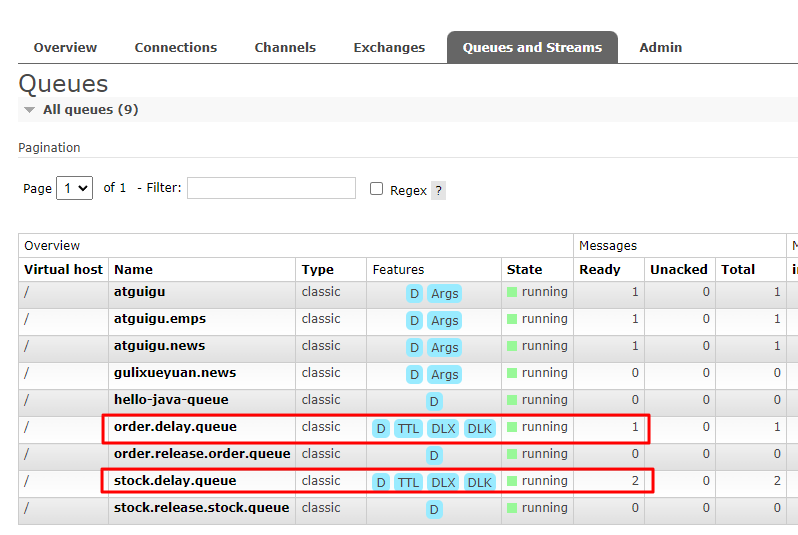 Overview Connections Channels Exchanges Queues and Streams Admin
Queues
All queues (9)
Pagination
Page 1 of 1 - Filter: Regex ?
Overview Messages M
Virtual host Name Type Features State Ready Unacked Total i
/ atguigu classic D Args running 1 0 1
/ atguigu.emps classic D Args running 1 0 1
/ atguigu.news classic D Args running 1 0 1
/ gulixueyuan.news classic D Args running 0 0 0
/ hello-java-queue classic D running 0 0 0
/ order.delay.queue classic D TTL DLX DLK running 1 0 1
/ order.release.order.queue classic D running 0 0 0
/ stock.delay.queue classic D TTL DLX DLK running 2 0 2
/ stock.release.stock.queue classic D running 0 0 0